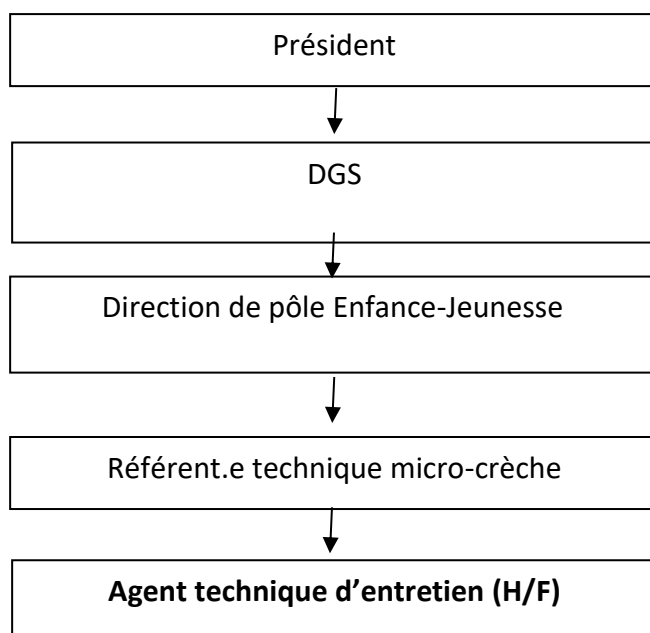 Président
DGS
Direction de pôle Enfance-Jeunesse
Référent.e technique micro-crèche
Agent technique d’entretien (H/F)